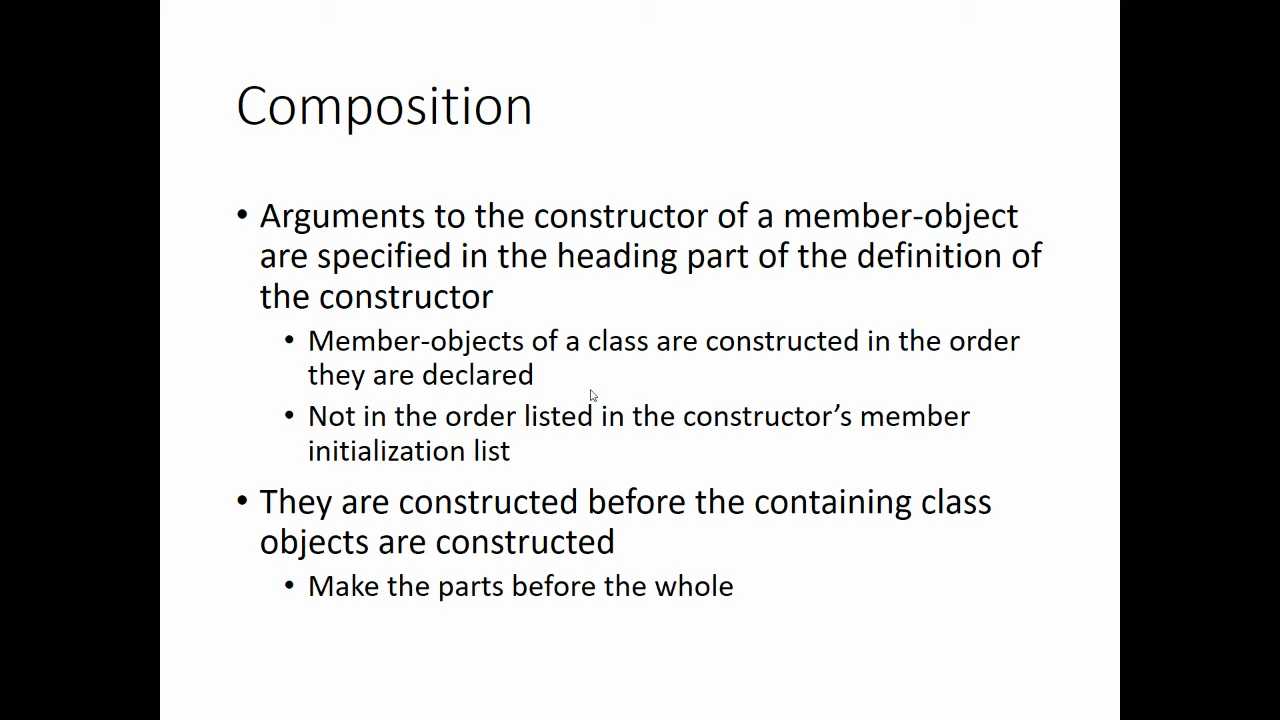 Composition
• Arguments to the constructor of a member-object
are specified in the heading part of the definition of
the constructor
• Member-objects of a class are constructed in the order
they are declared
• Not in the order listed in the constructor’s member
initialization list
• They are constructed before the containing class
objects are constructed
• Make the parts before the whole